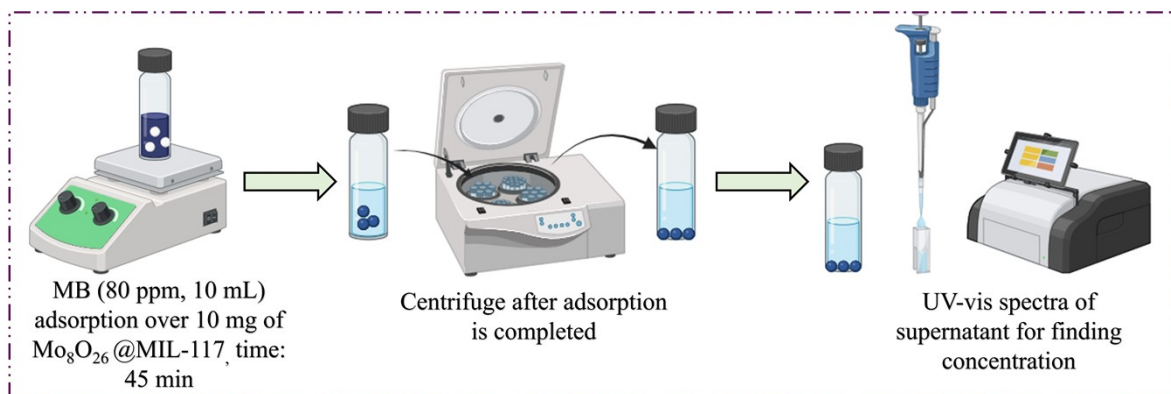 MB (80 ppm, 10 mL)
adsorption over 10 mg of
Mo₈O₂₆@MIL-117, time:
45 min
Centrifuge after adsorption
is completed
UV-vis spectra of
supernatant for finding
concentration